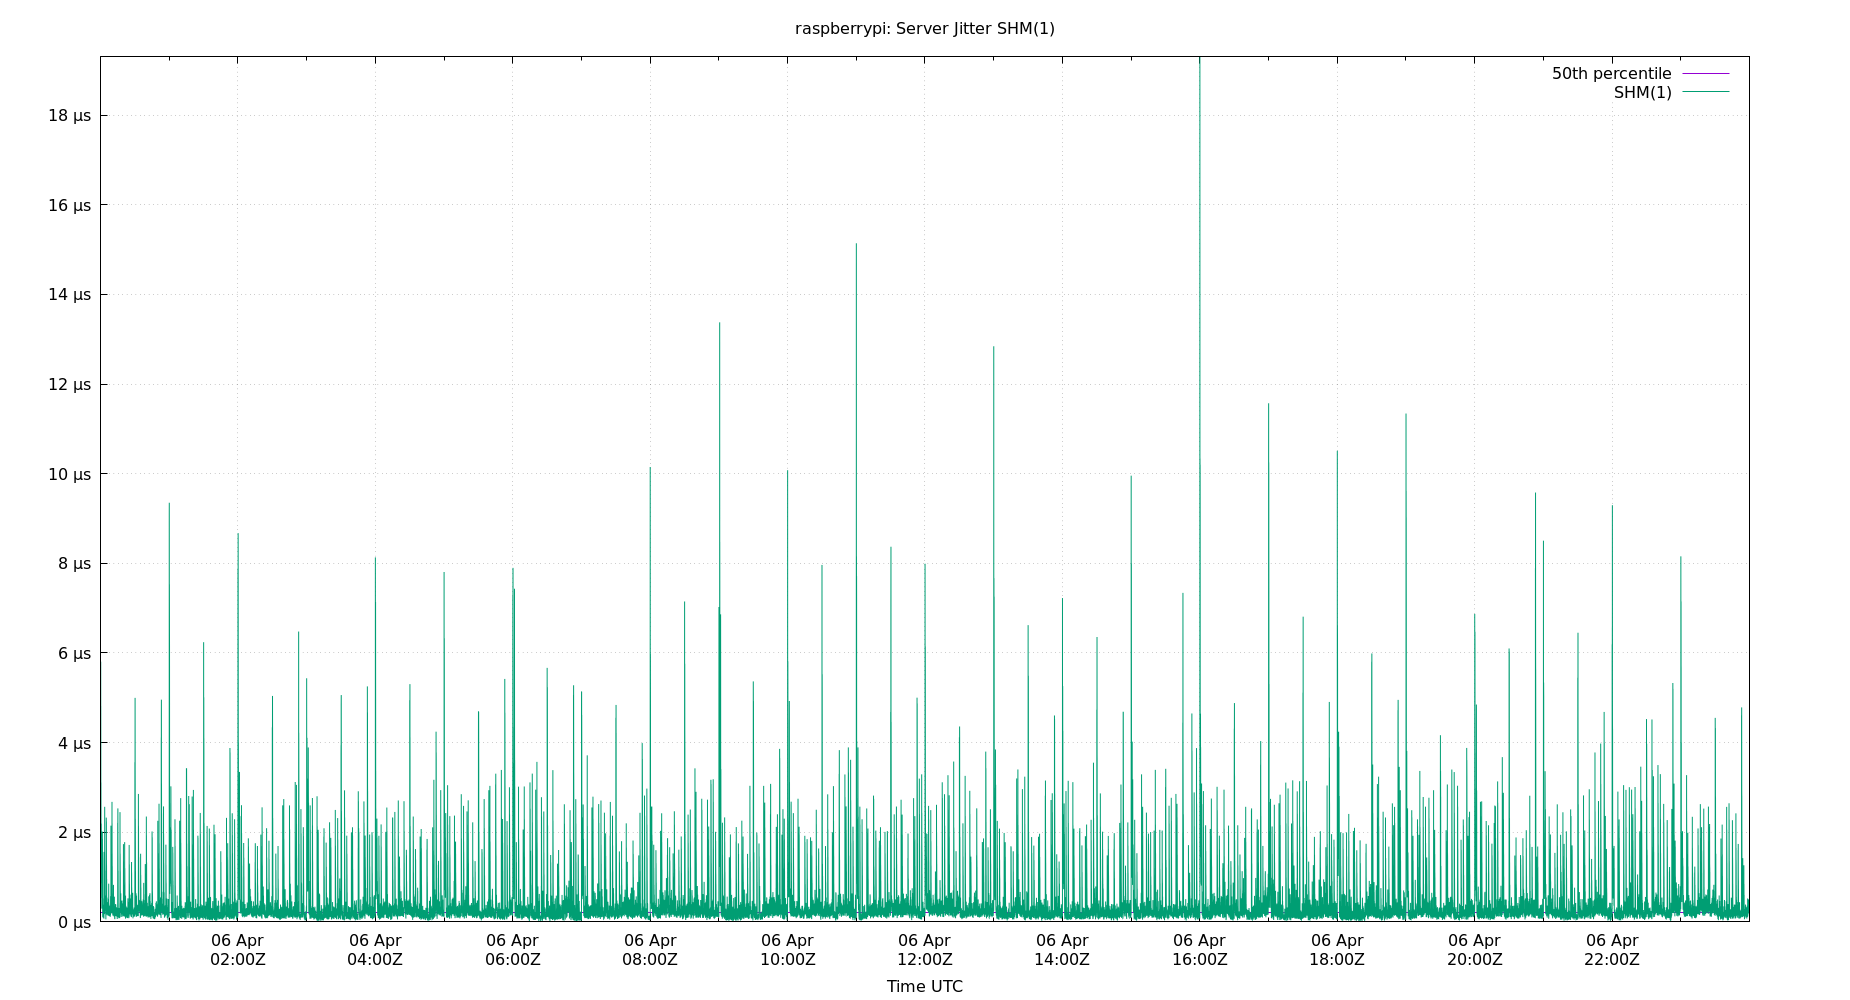 raspberrypi: Server Jitter SHM(1)
50th percentile
SHM(1)
18 µs
16 µs
14 µs
12 µs
10 µs
8 µs
6 µs
4 µs
2 µs
0 µs
06 Apr 06 Apr 06 Apr 06 Apr 06 Apr 06 Apr 06 Apr 06 Apr 06 Apr 06 Apr 06 Apr
02:00Z 04:00Z 06:00Z 08:00Z 10:00Z 12:00Z 14:00Z 16:00Z 18:00Z 20:00Z 22:00Z
Time UTC